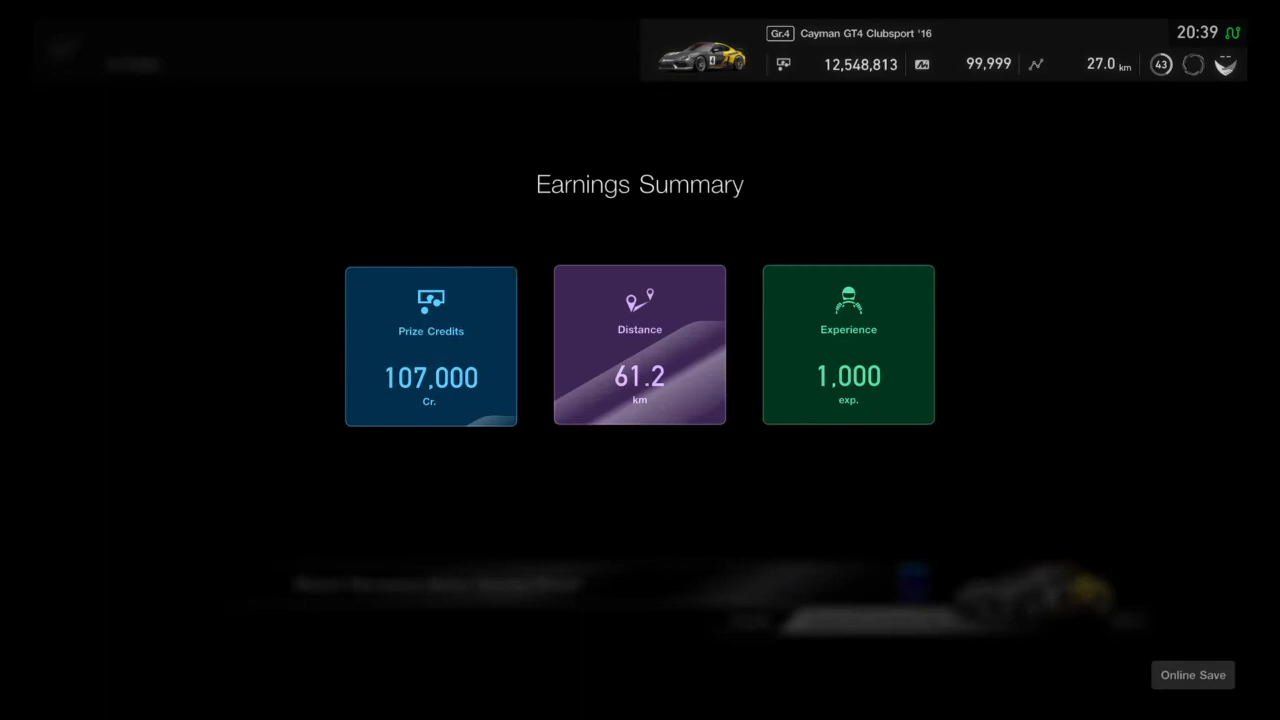 Gr.4 Cayman GT4 Clubsport '16
20:39
12,548,813 99,999 27.0 km 43
Earnings Summary
Prize Credits
107,000
Cr.
Distance
61.2
km
Experience
1,000
exp.
Online Save